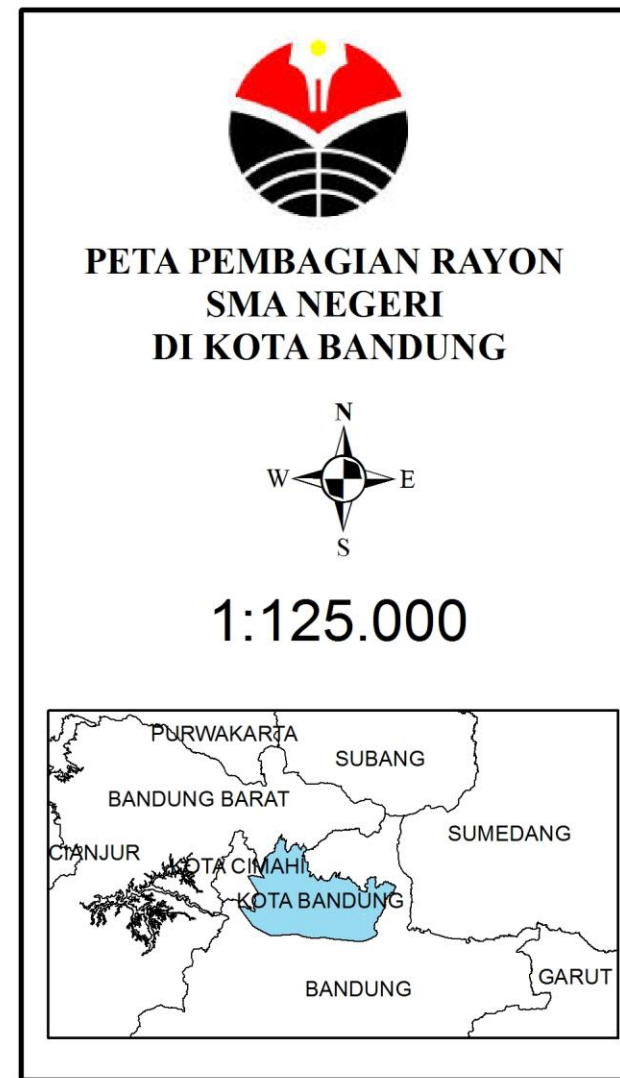 PETA PEMBAGIAN RAYON
SMA NEGERI
DI KOTA BANDUNG
N
W E
S
1:125.000
PURWAKARTA
SUBANG
BANDUNG BARAT
SUMEDANG
CIANJUR
KOTA CIMAHI
KOTA BANDUNG
GARUT
BANDUNG